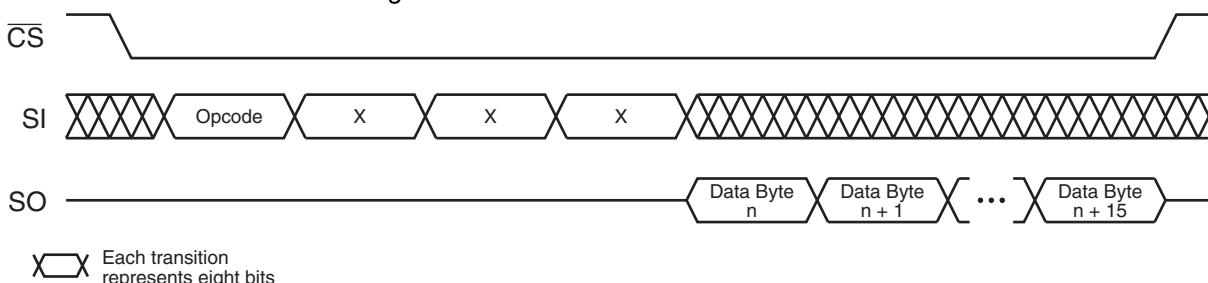 CS
SI
Opcode
X
X
X
SO
Data Byte
n
Data Byte
n + 1
•••
Data Byte
n + 15
Each transition
represents eight bits